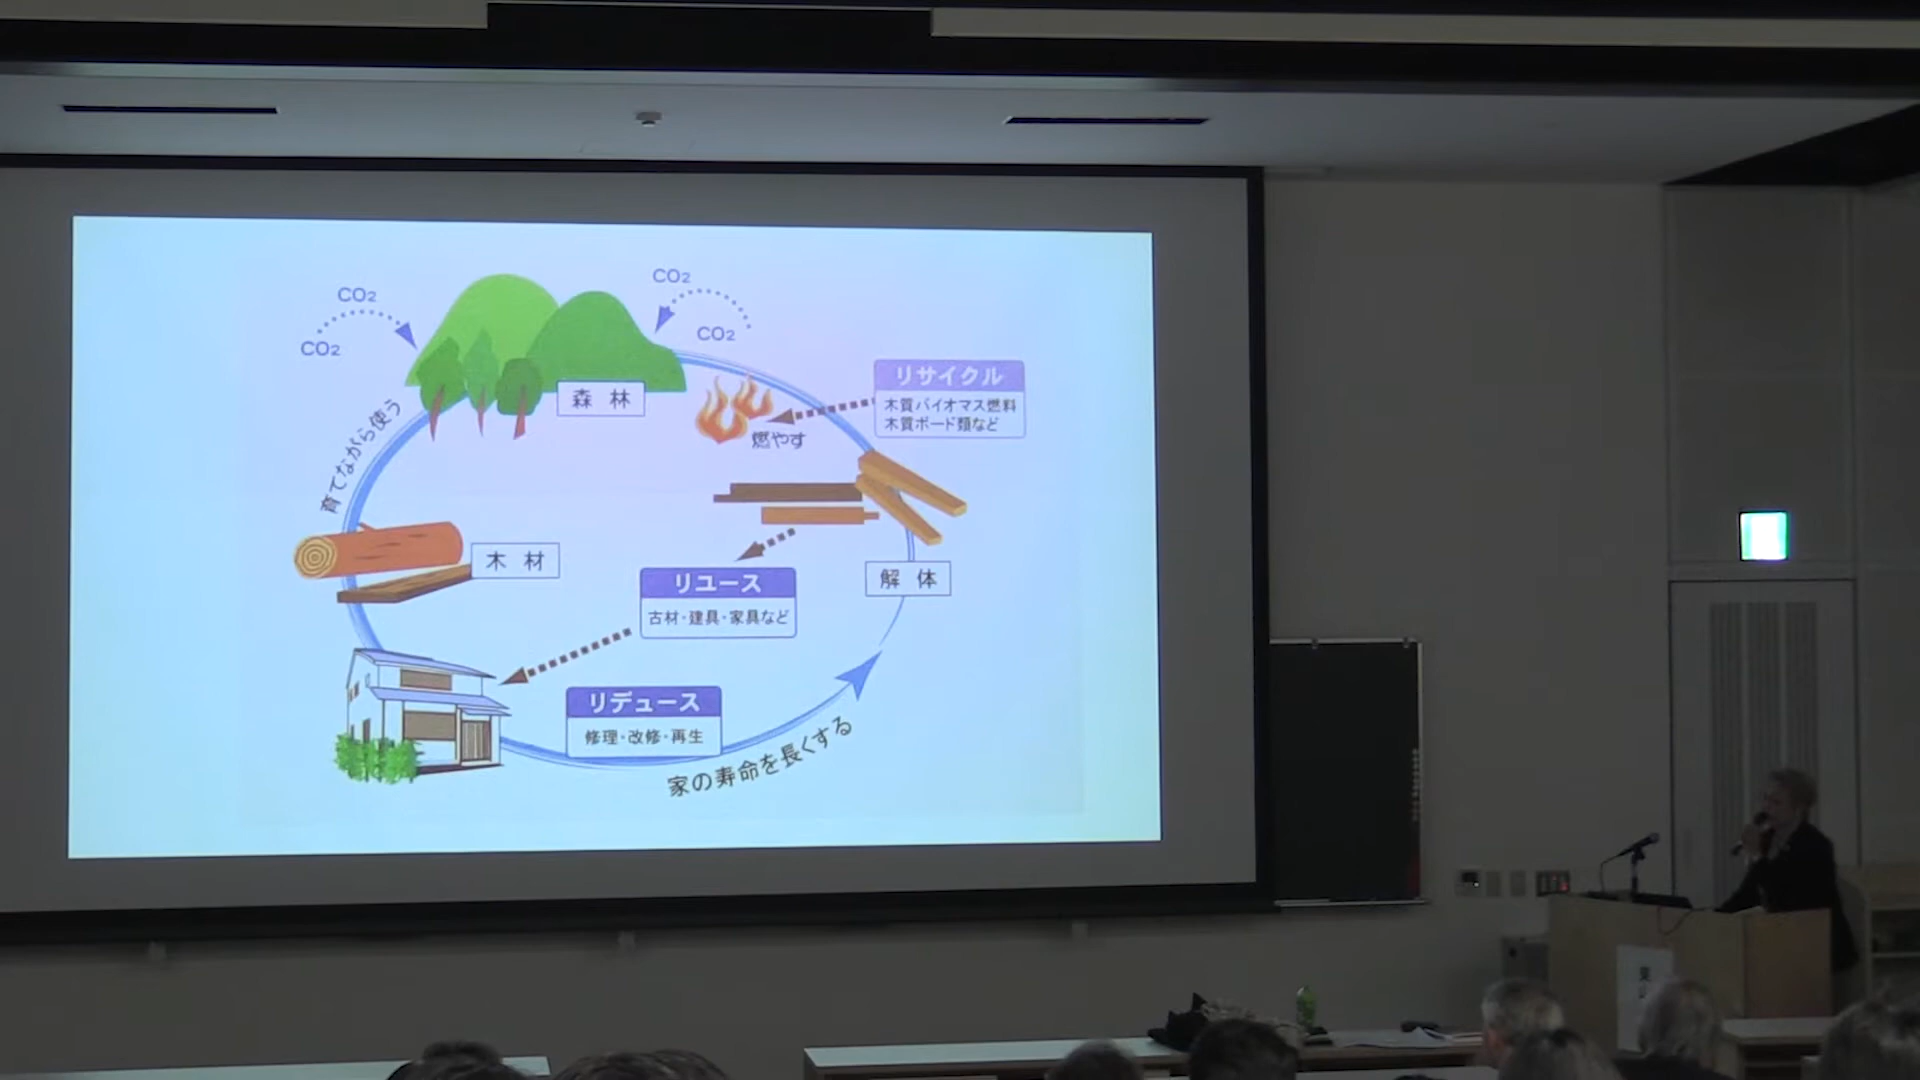 CO₂
CO₂
CO₂
CO₂
森林
リサイクル
木質バイオマス燃料
木質ボード類など
燃やす
育てながら使う
木材
リユース
古材・建具・家具など
解体
リデュース
修理・改修・再生
家の寿命を長くする